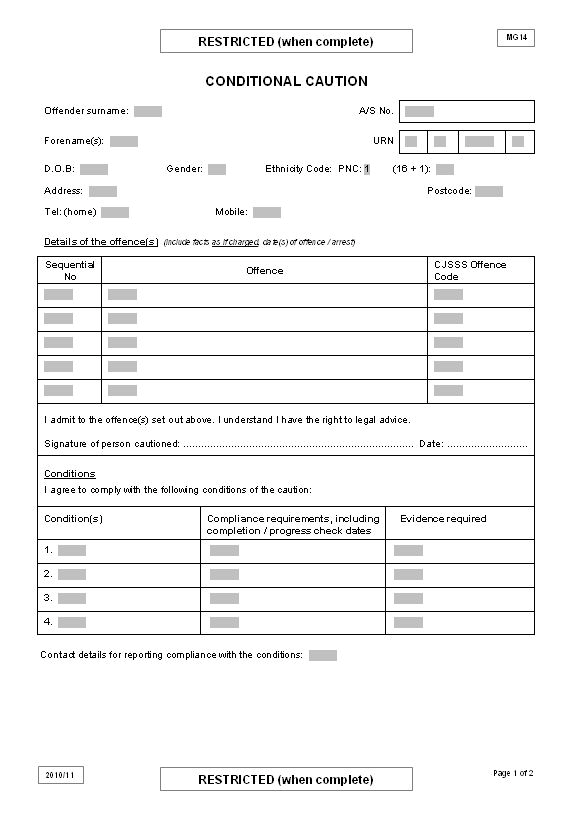 RESTRICTED (when complete)
MG14
CONDITIONAL CAUTION
Offender surname: A/S No.
Forename(s): URN
D.O.B: Gender: Ethnicity Code: PNC: 1 (16 + 1):
Address: Postcode:
Tel: (home) Mobile:
Details of the offence(s) (include facts as if charged, date(s) of offence / arrest)
Sequential No Offence CJSSS Offence Code
I admit to the offence(s) set out above. I understand I have the right to legal advice.
Signature of person cautioned: ............................................................................. Date: ...........................
Conditions
I agree to comply with the following conditions of the caution:
Condition(s) Compliance requirements, including completion / progress check dates Evidence required
1.
2.
3.
4.
Contact details for reporting compliance with the conditions:
2010/11
RESTRICTED (when complete)
Page 1 of 2